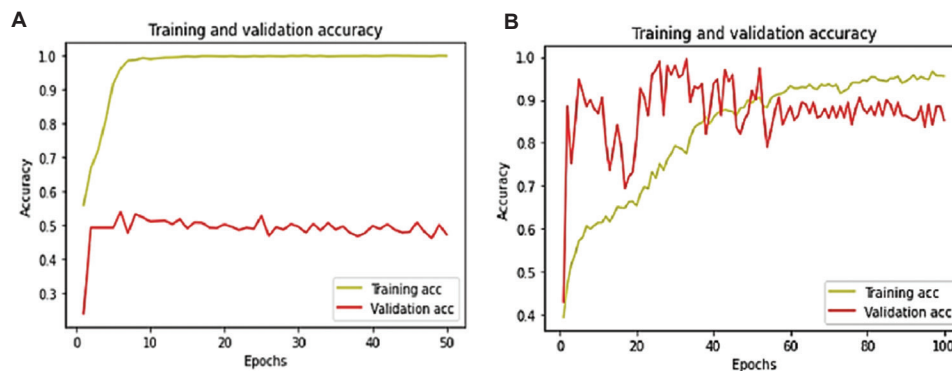 A
Training and validation accuracy
1.0
0.9
0.8
0.7
0.6
0.5
0.4
0.3
Accuracy
Training acc
Validation acc
0
10
20
30
40
50
Epochs
B
Training and validation accuracy
1.0
0.9
0.8
0.7
0.6
0.5
0.4
Accuracy
Training acc
Validation acc
0
20
40
60
80
100
Epochs